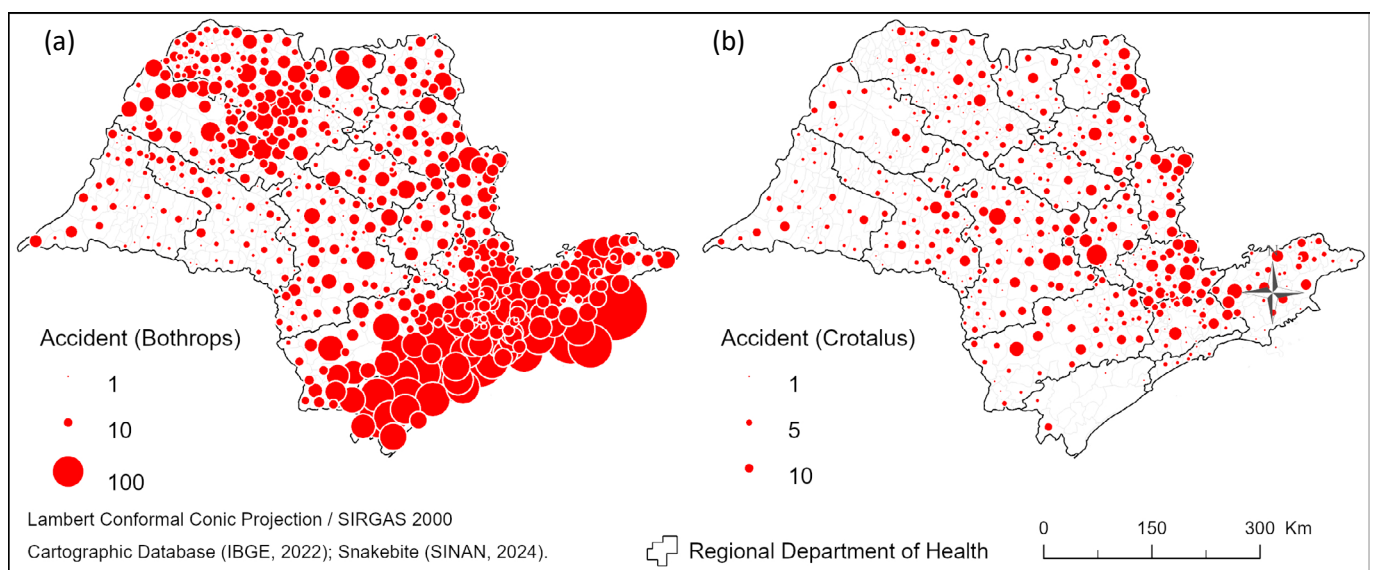 (a)
Accident (Bothrops)
1
10
100
Lambert Conformal Conic Projection / SIRGAS 2000
Cartographic Database (IBGE, 2022); Snakebite (SINAN, 2024).
(b)
Accident (Crotalus)
1
5
10
Regional Department of Health
0 150 300 Km